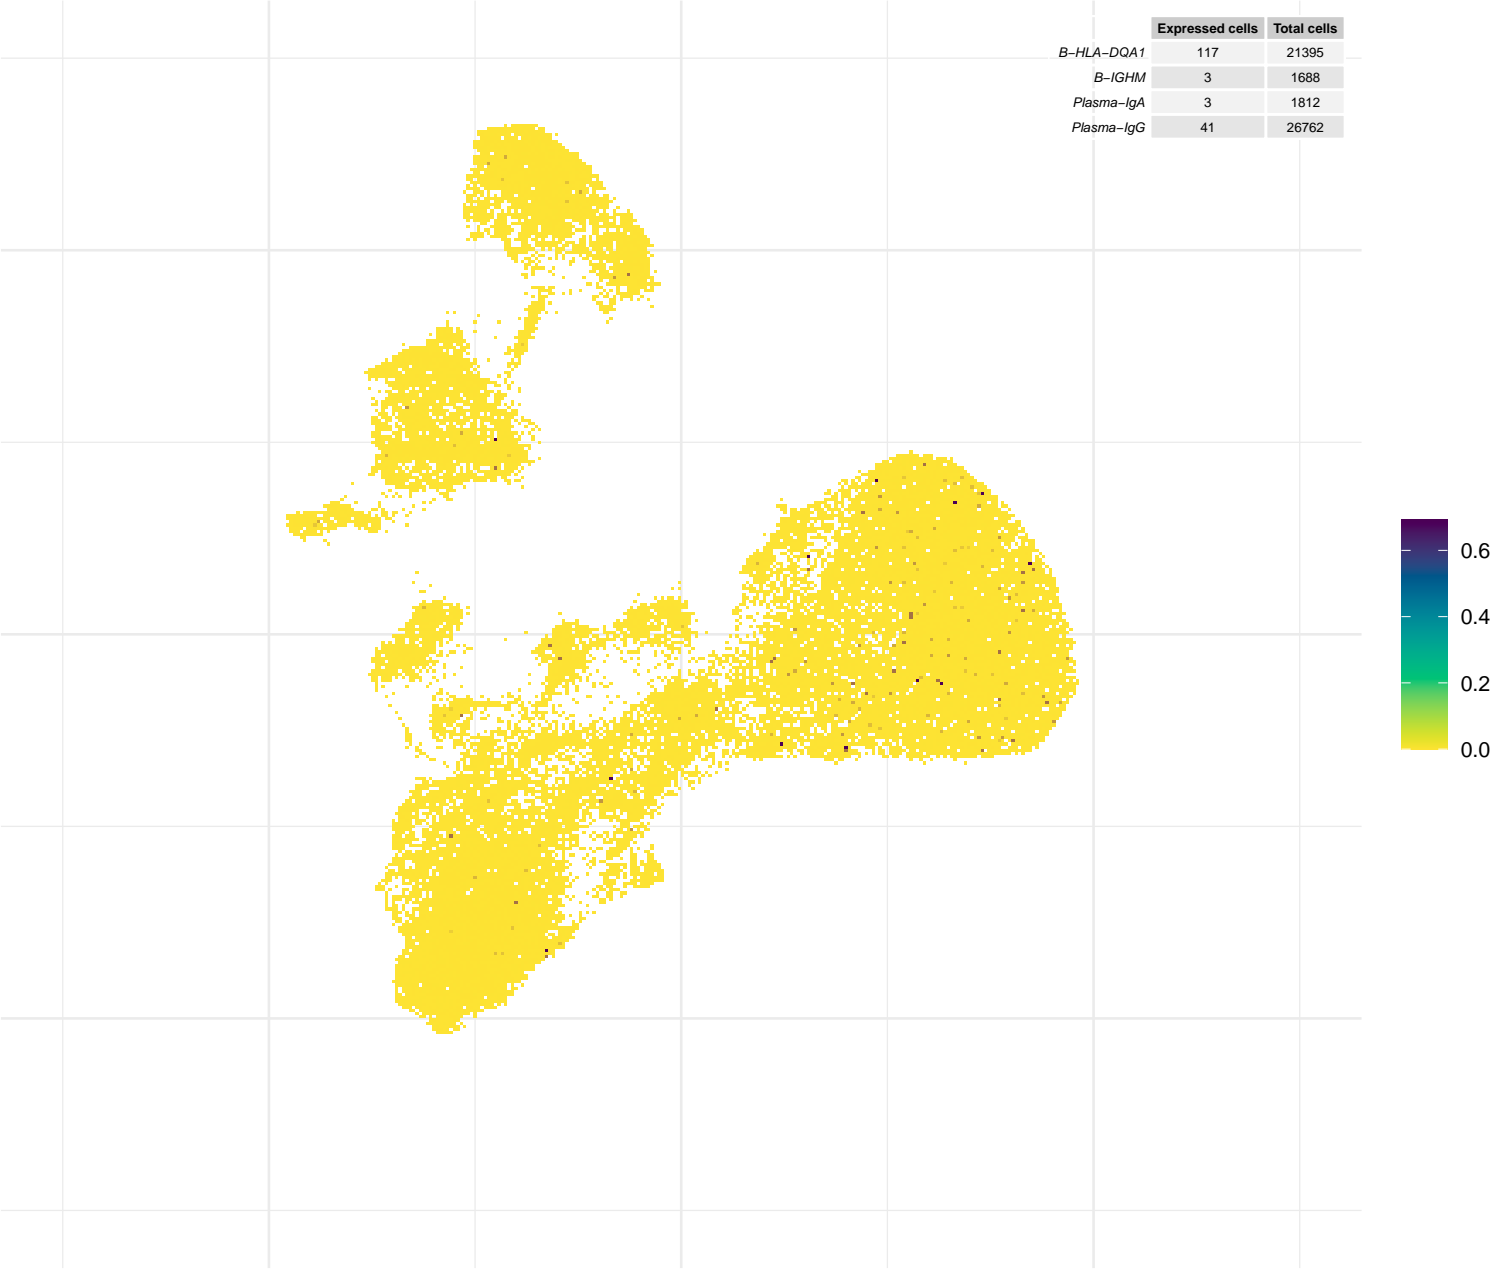 Expressed cells Total cells
B−HLA−DQA1 117 21395
B−IGHM 3 1688
Plasma−IgA 3 1812
Plasma−IgG 41 26762
0.6
0.4
0.2
0.0